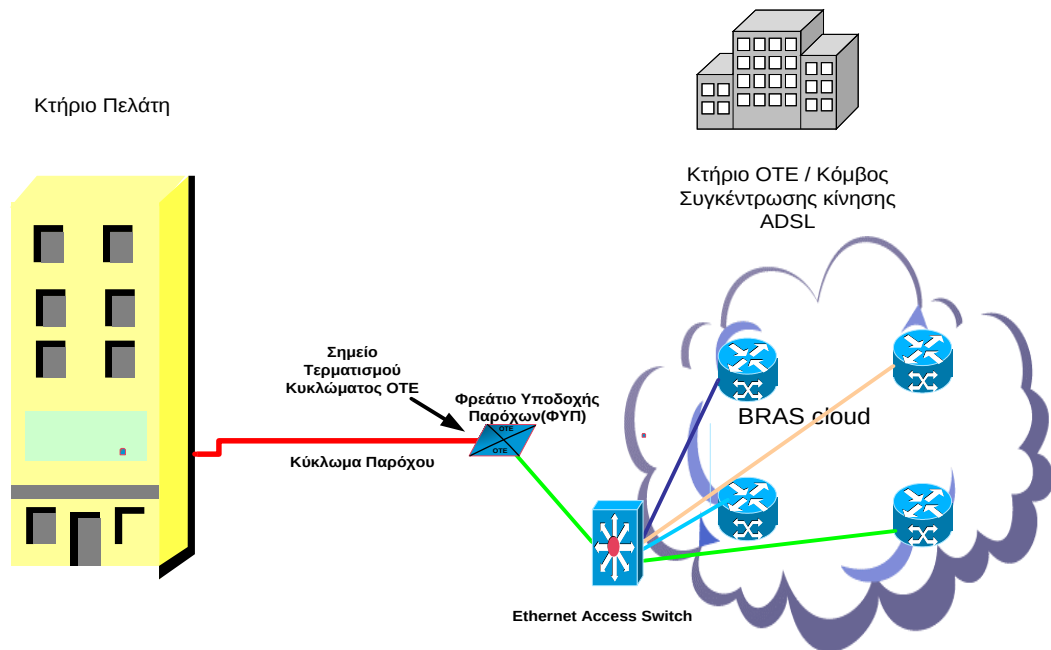 Κτήριο Πελάτη
Κτήριο ΟΤΕ / Κόμβος
Συγκέντρωσης κίνησης
ADSL
Σημείο
Τερματισμού
Κυκλώματος ΟΤΕ
Φρεάτιο Υποδοχής
Παρόχων(ΦΥΠ)
ΟΤΕ
ΟΤΕ
Κύκλωμα Παρόχου
BRAS cloud
Ethernet Access Switch